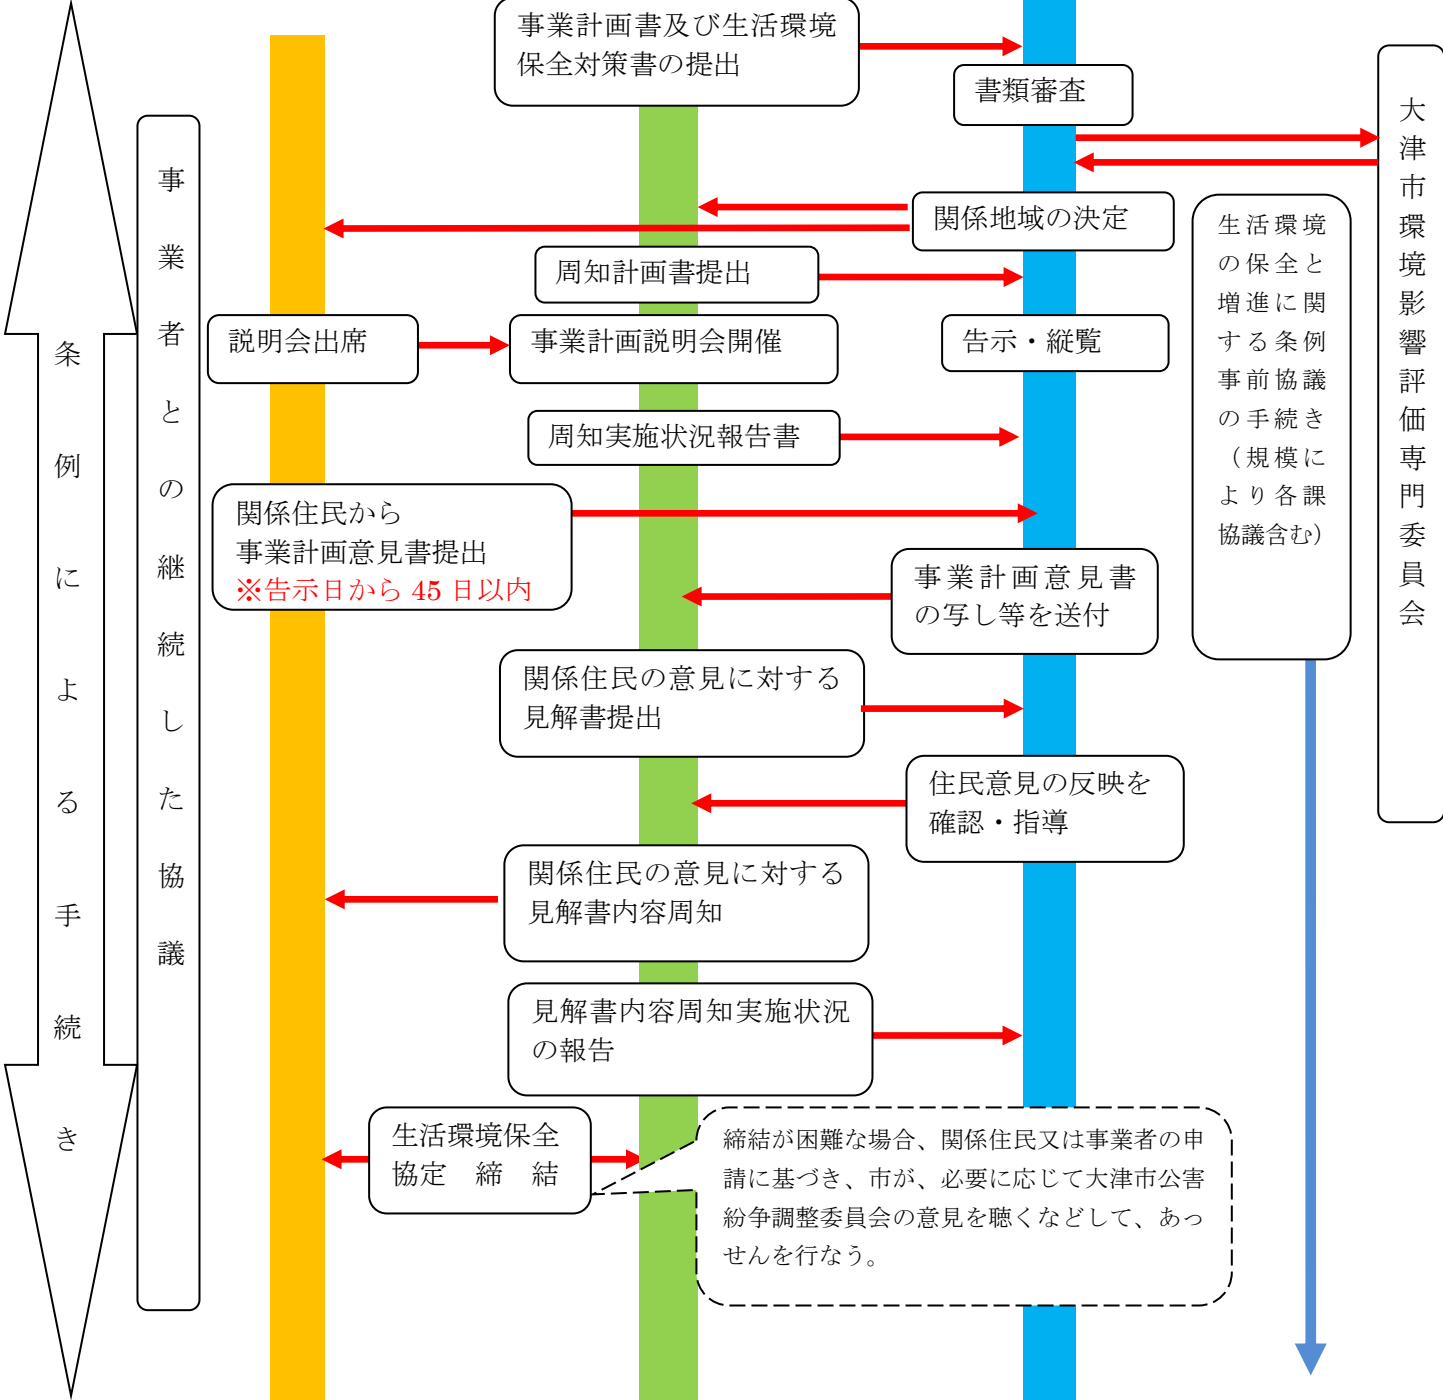 事業計画書及び生活環境
保全対策書の提出
書類審査
大津市環境影響評価専門委員会
条例による手続き
事業者との継続した協議
関係地域の決定
生活環境
の保全と
増進に関
する条例
事前協議
の手続き
（規模に
より各課
協議含む）
周知計画書提出
説明会出席
事業計画説明会開催
告示・縦覧
周知実施状況報告書
関係住民から
事業計画意見書提出
※告示日から 45 日以内
事業計画意見書
の写し等を送付
関係住民の意見に対する
見解書提出
住民意見の反映を
確認・指導
関係住民の意見に対する
見解書内容周知
見解書内容周知実施状況
の報告
生活環境保全
協定　締　結
締結が困難な場合、関係住民又は事業者の申
請に基づき、市が、必要に応じて大津市公害
紛争調整委員会の意見を聴くなどして、あっ
せんを行なう。